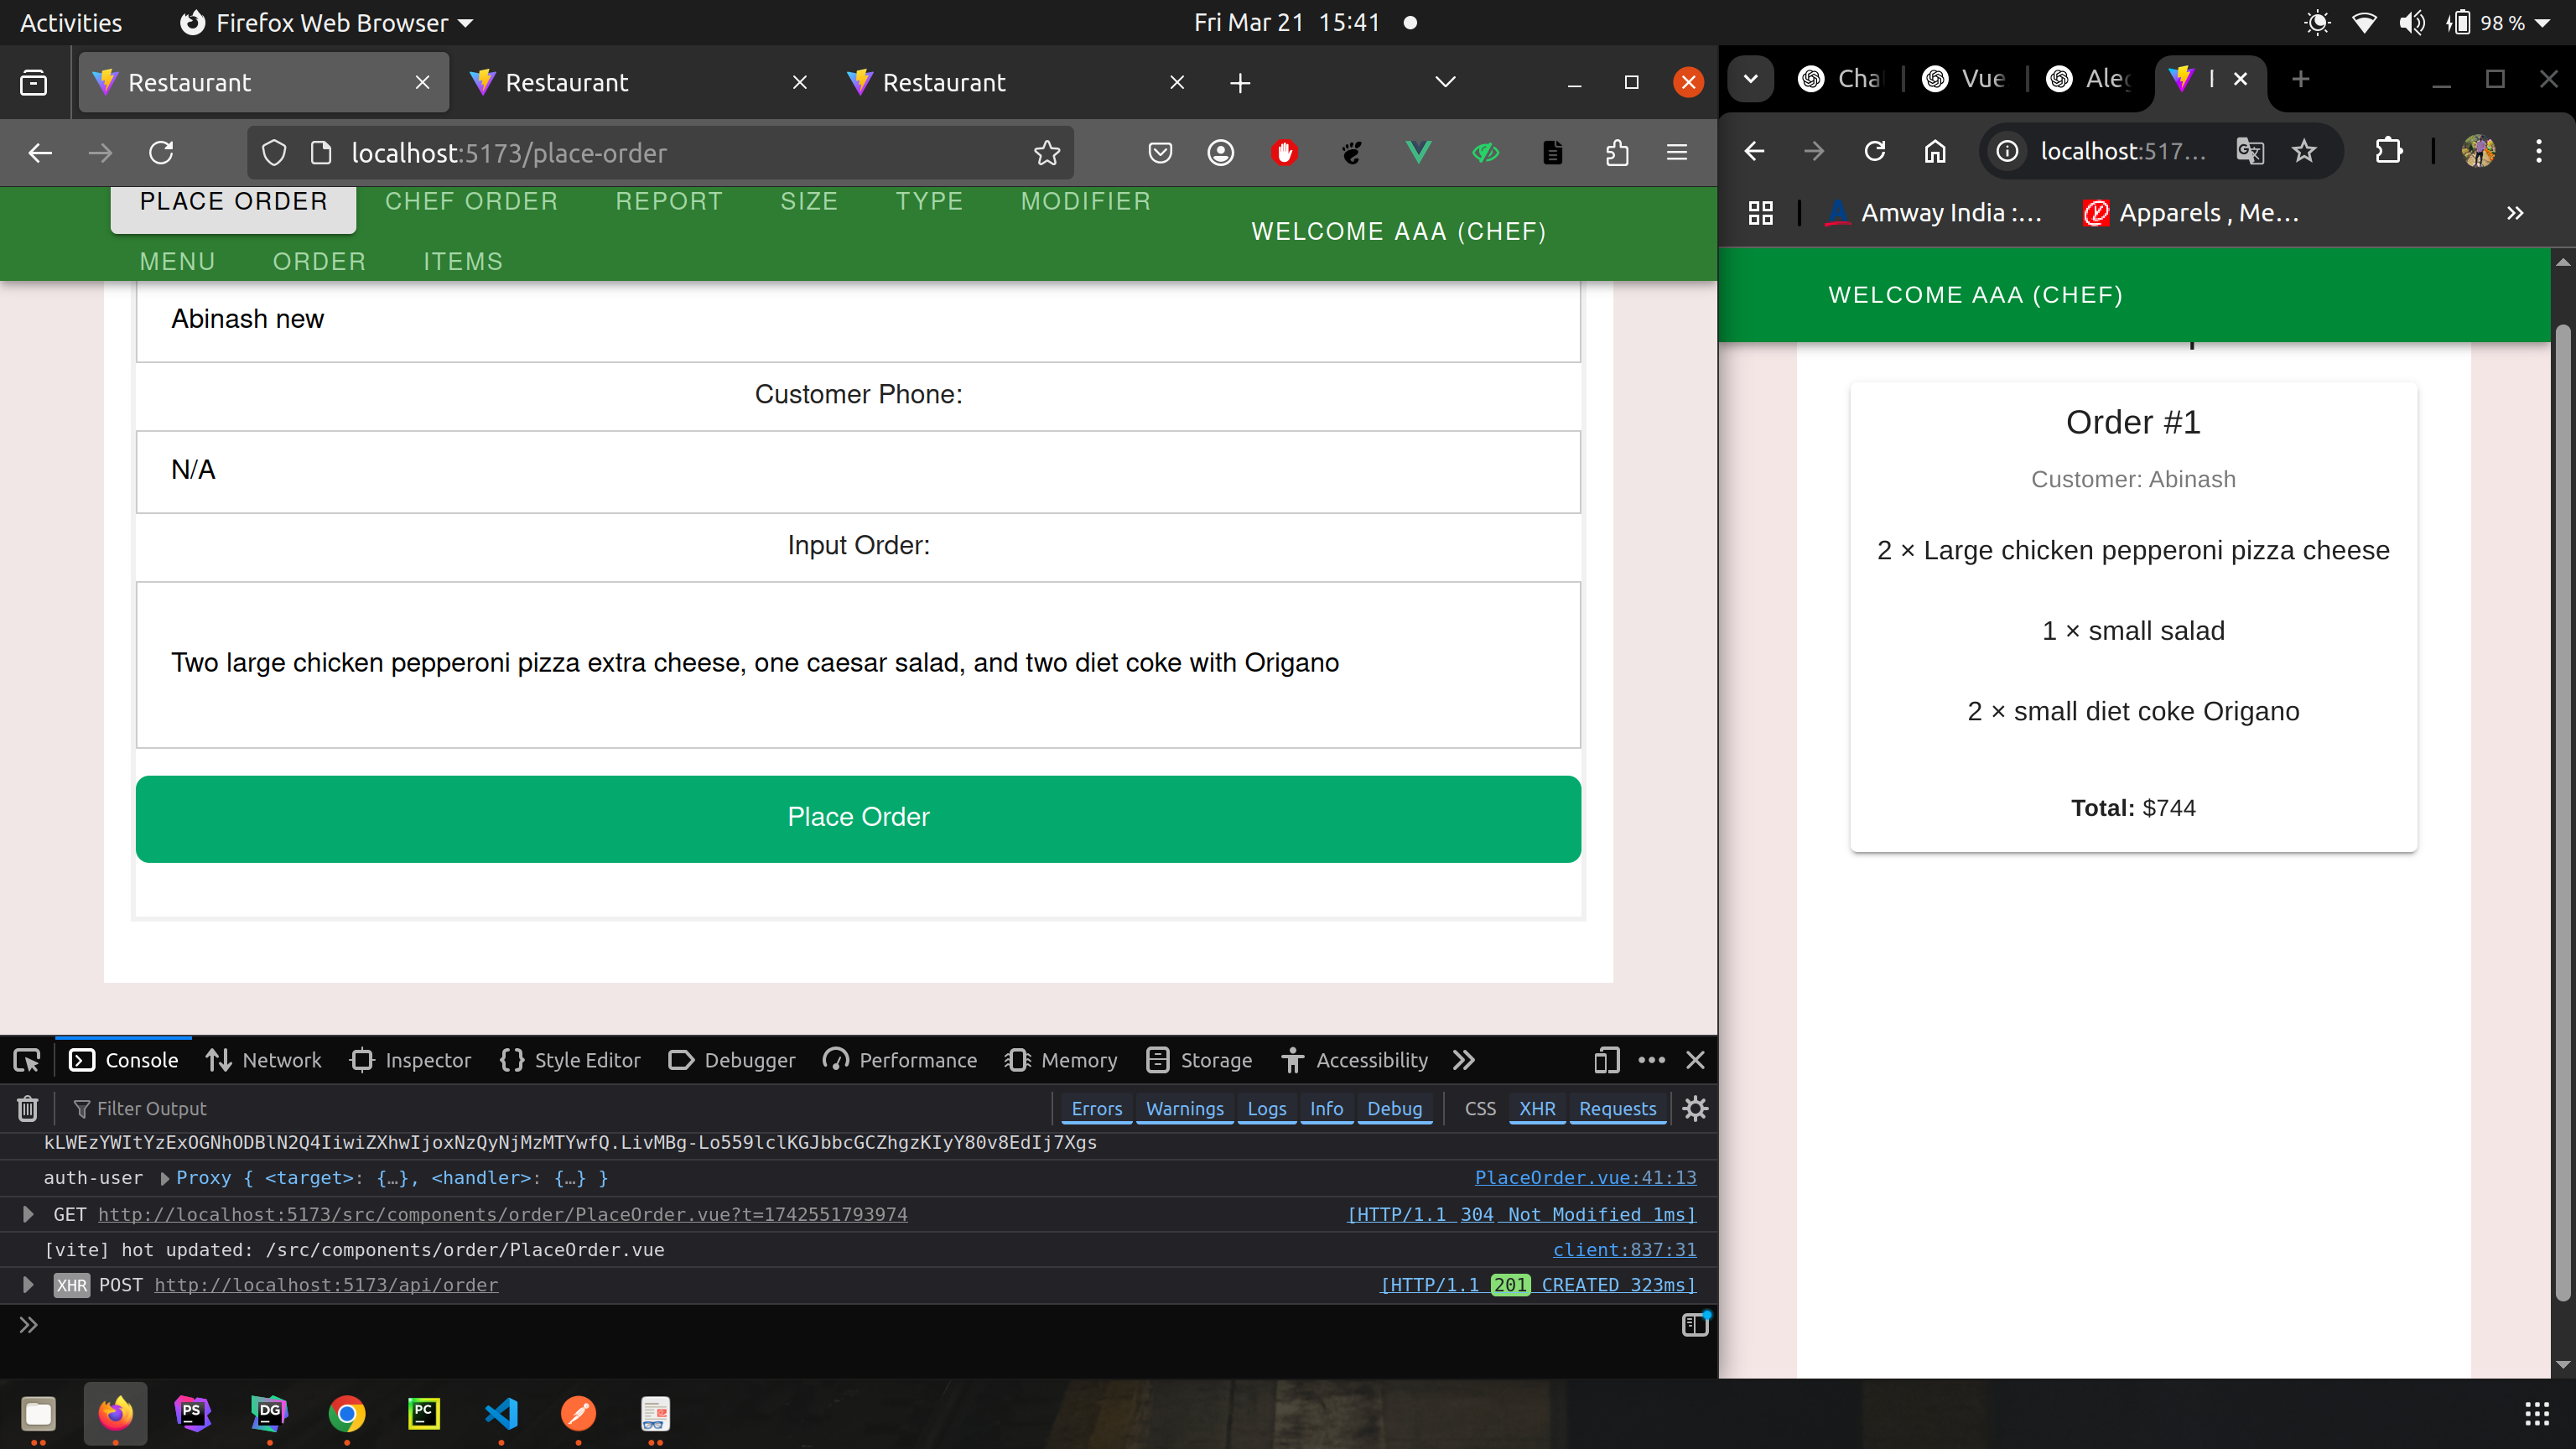 Activities Firefox Web Browser Fri Mar 21 15:41 98 %
Restaurant Restaurant Restaurant
localhost:5173/place-order
PLACE ORDER CHEF ORDER REPORT SIZE TYPE MODIFIER
WELCOME AAA (CHEF)
MENU ORDER ITEMS
Abinash new
Customer Phone:
N/A
Input Order:
Two large chicken pepperoni pizza extra cheese, one caesar salad, and two diet coke with Origano
Place Order
Console Network Inspector Style Editor Debugger Performance Memory Storage Accessibility
Filter Output Errors Warnings Logs Info Debug CSS XHR Requests
kLWEzYWItYzExOGNhODBlN2Q4IiwiZXhwIjoxNzQyNjMzMTYwfQ.LivMBg-Lo559lclKGJbbcGCZhgzKIyY80v8EdIj7Xgs
auth-user Proxy { <target>: {…}, <handler>: {…} } PlaceOrder.vue:41:13
GET http://localhost:5173/src/components/order/PlaceOrder.vue?t=1742551793974 [HTTP/1.1 304 Not Modified 1ms]
[vite] hot updated: /src/components/order/PlaceOrder.vue client:837:31
XHR POST http://localhost:5173/api/order [HTTP/1.1 201 CREATED 323ms]
Cha Vue Aleg
localhost:517...
Amway India :... Apparels , Me...
WELCOME AAA (CHEF)
Order #1
Customer: Abinash
2 × Large chicken pepperoni pizza cheese
1 × small salad
2 × small diet coke Origano
Total: $744
PS DG PC